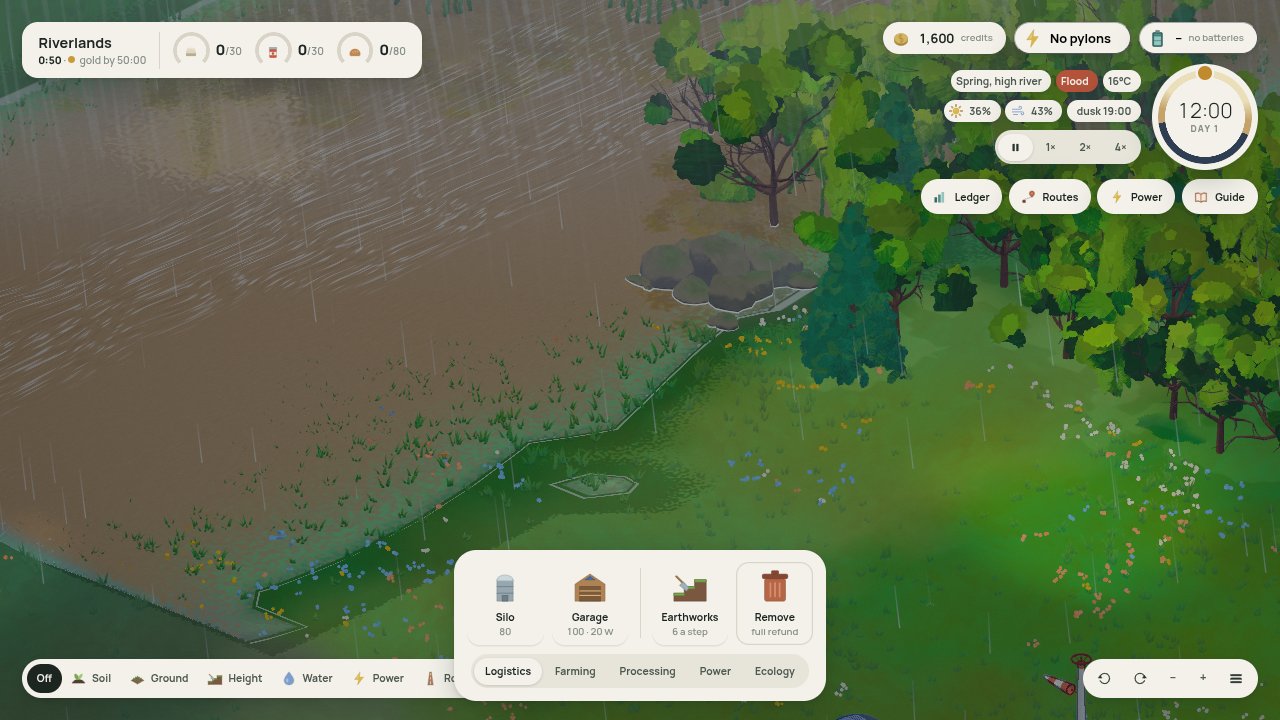 Riverlands
0:50 · gold by 50:00
0/30
0/30
0/80
1,600 credits
No pylons
– no batteries
Spring, high river
Flood
16°C
36%
43%
dusk 19:00
12:00
DAY 1
1×
2×
4×
Ledger
Routes
Power
Guide
Silo
80
Garage
100 · 20 W
Earthworks
6 a step
Remove
full refund
Logistics
Farming
Processing
Power
Ecology
Off
Soil
Ground
Height
Water
Power